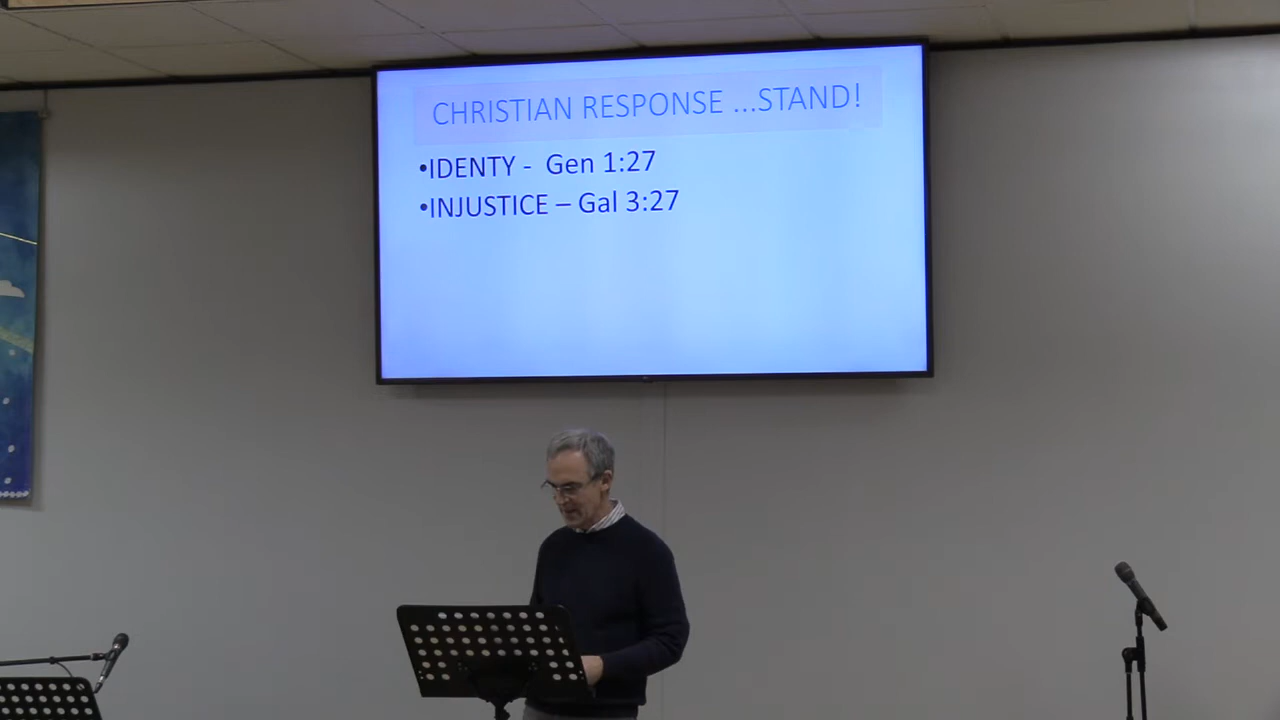 CHRISTIAN RESPONSE ...STAND!
•IDENTY - Gen 1:27
•INJUSTICE – Gal 3:27